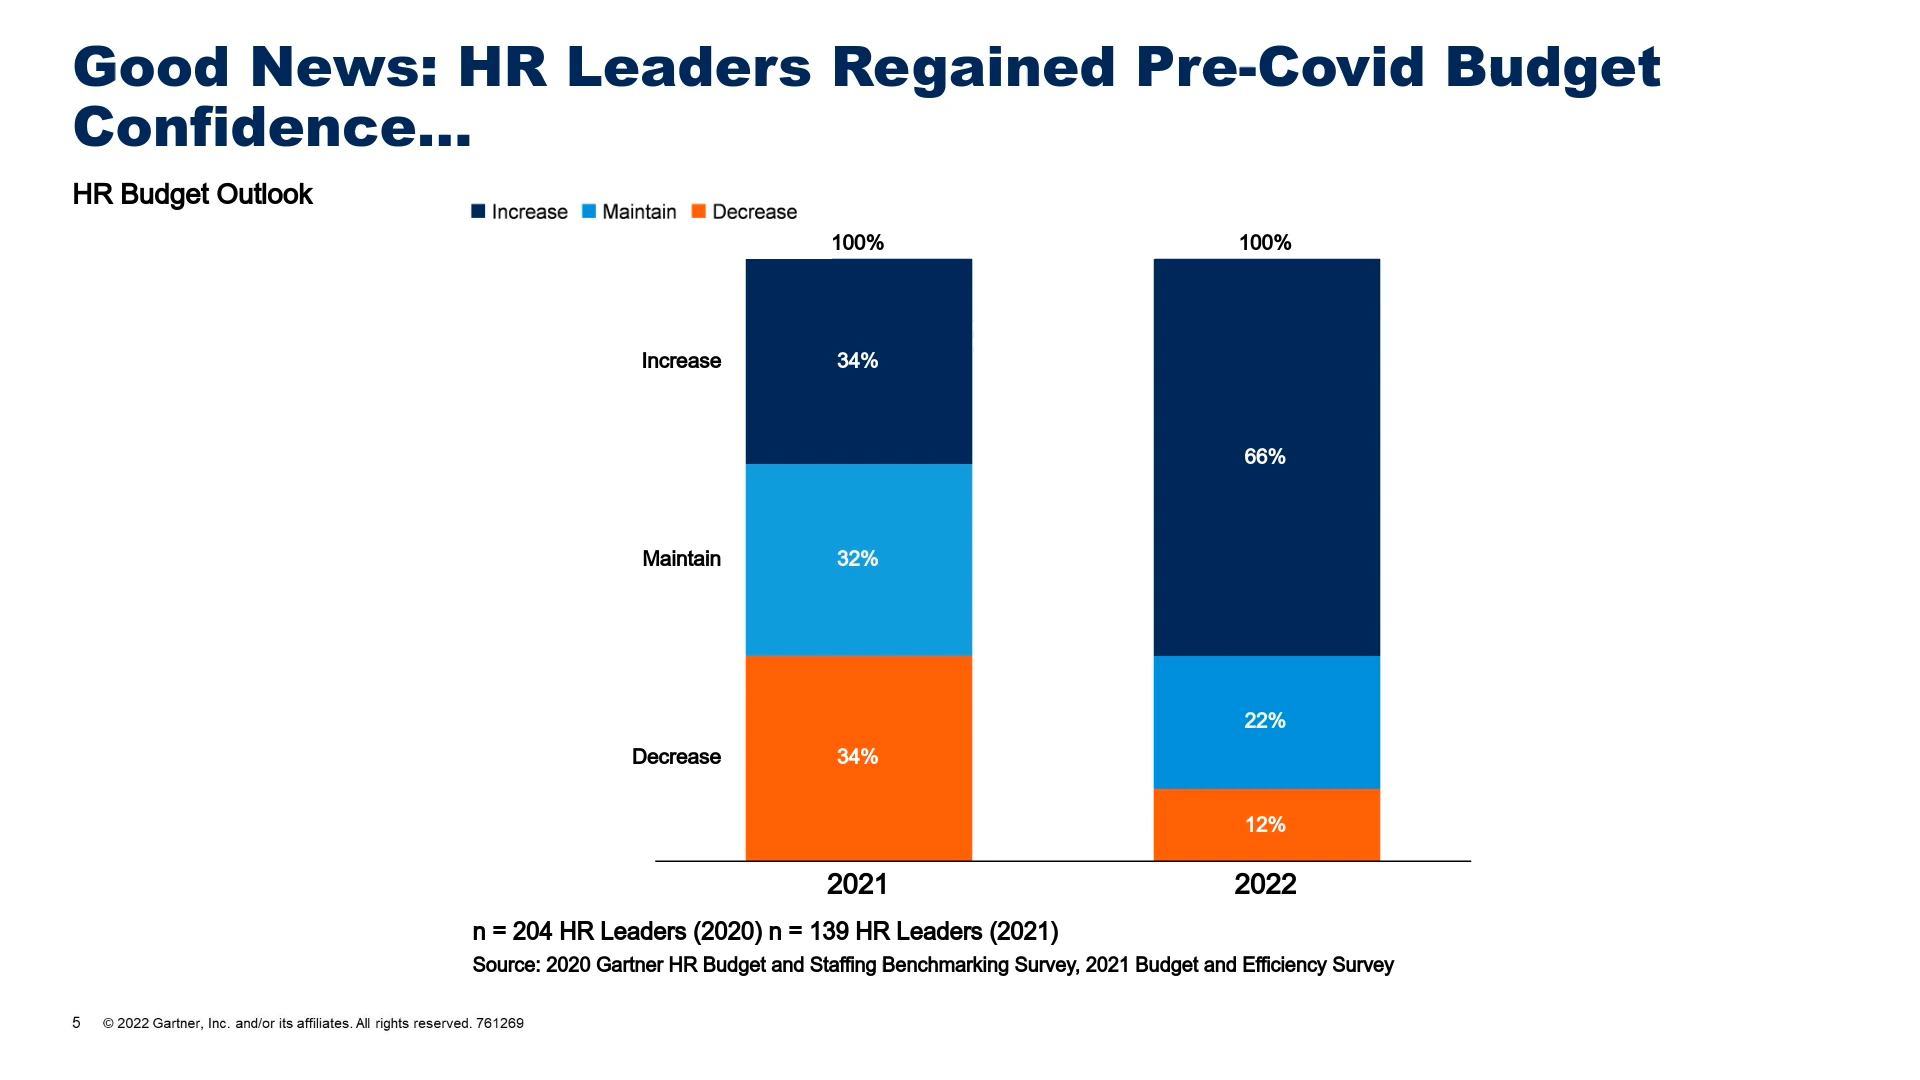 Good News: HR Leaders Regained Pre-Covid Budget
Confidence...
HR Budget Outlook
Increase Maintain Decrease
100% 100%
Increase 34%
66%
Maintain 32%
22%
Decrease 34%
12%
2021 2022
n = 204 HR Leaders (2020) n = 139 HR Leaders (2021)
Source: 2020 Gartner HR Budget and Staffing Benchmarking Survey, 2021 Budget and Efficiency Survey
5 © 2022 Gartner, Inc. and/or its affiliates. All rights reserved. 761269